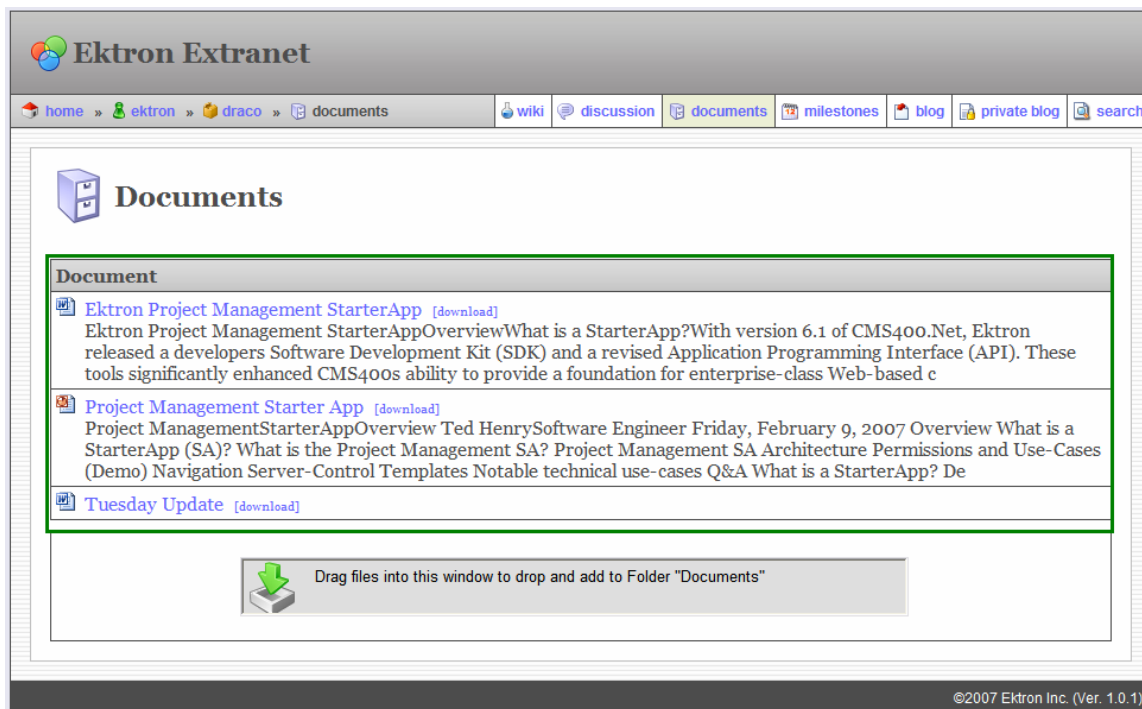 Ektron Extranet
home » ektron » draco » documents wiki discussion documents milestones blog private blog search
Documents
Document
Ektron Project Management StarterApp [download]
Ektron Project Management StarterAppOverviewWhat is a StarterApp?With version 6.1 of CMS400.Net, Ektron
released a developers Software Development Kit (SDK) and a revised Application Programming Interface (API). These
tools significantly enhanced CMS400s ability to provide a foundation for enterprise-class Web-based c
Project Management Starter App [download]
Project ManagementStarterAppOverview Ted HenrySoftware Engineer Friday, February 9, 2007 Overview What is a
StarterApp (SA)? What is the Project Management SA? Project Management SA Architecture Permissions and Use-Cases
(Demo) Navigation Server-Control Templates Notable technical use-cases Q&A What is a StarterApp? De
Tuesday Update [download]
Drag files into this window to drop and add to Folder "Documents"
©2007 Ektron Inc. (Ver. 1.0.1)